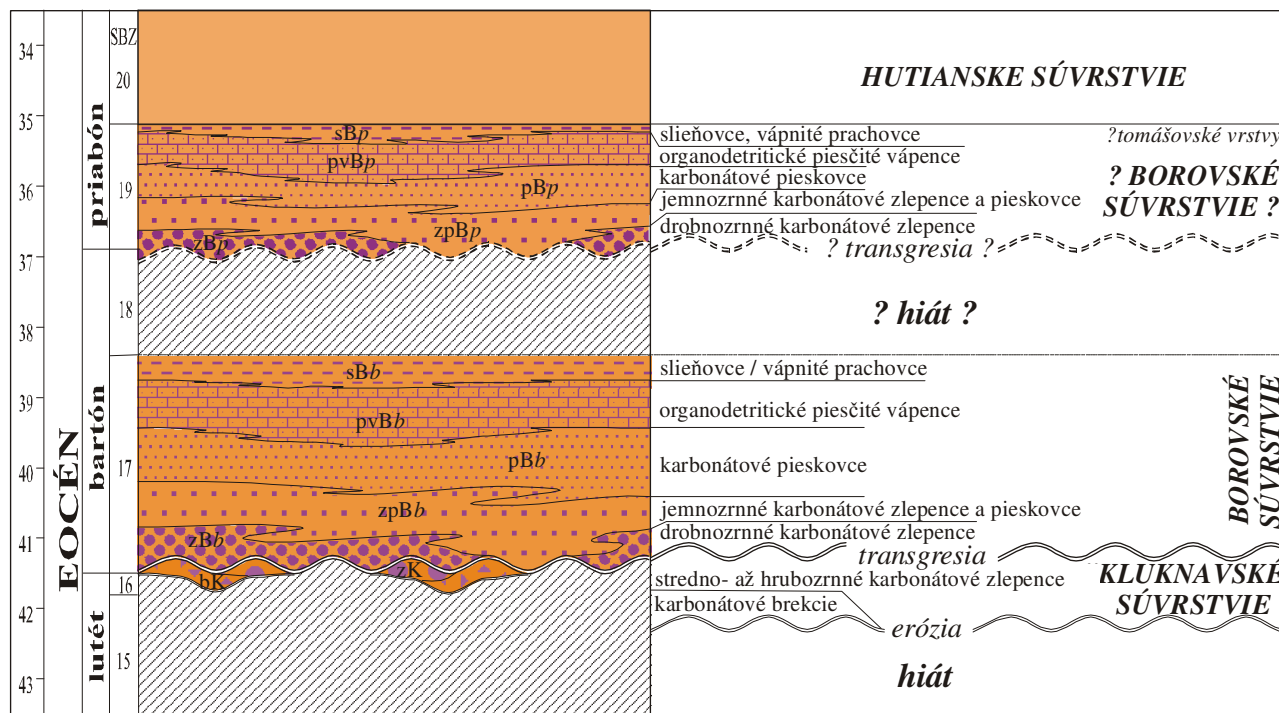 34
35
36
37
38
39
40
41
42
43
EOCÉN
priabón
bartón
lutét
SBZ
20
19
18
17
16
15
sBp
pvBp
pBp
zpBp
zBp
sBb
pvBb
pBb
zpBb
zBb
bK
zK
HUTIANSKE SÚVRSTVIE
slieňovce, vápnité prachovce
?tomášovské vrstvy
organodetritické piesčité vápence
karbonátové pieskovce
? BOROVSKÉ
SÚVRSTVIE ?
jemnozrnné karbonátové zlepence a pieskovce
drobnozrnné karbonátové zlepence
? transgresia ?
? hiát ?
slieňovce / vápnité prachovce
organodetritické piesčité vápence
karbonátové pieskovce
BOROVSKÉ
SÚVRSTVIE
jemnozrnné karbonátové zlepence a pieskovce
drobnozrnné karbonátové zlepence
transgresia
stredno- až hrubozrnné karbonátové zlepence
KLUKNAVSKÉ
SÚVRSTVIE
karbonátové brekcie
erózia
hiát